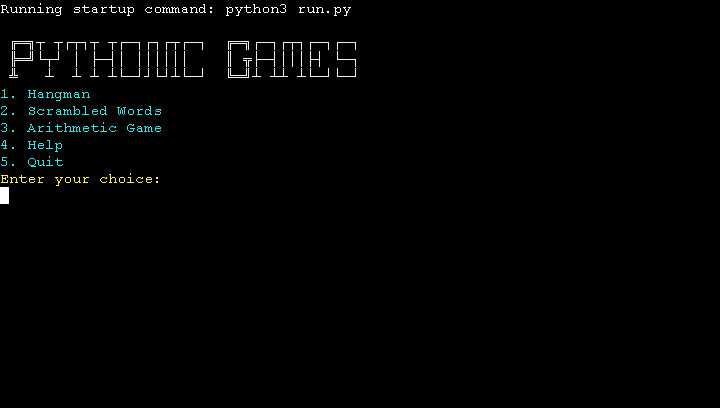 Running startup command: python3 run.py
PYTHONIC GAMES
1. Hangman
2. Scrambled Words
3. Arithmetic Game
4. Help
5. Quit
Enter your choice: